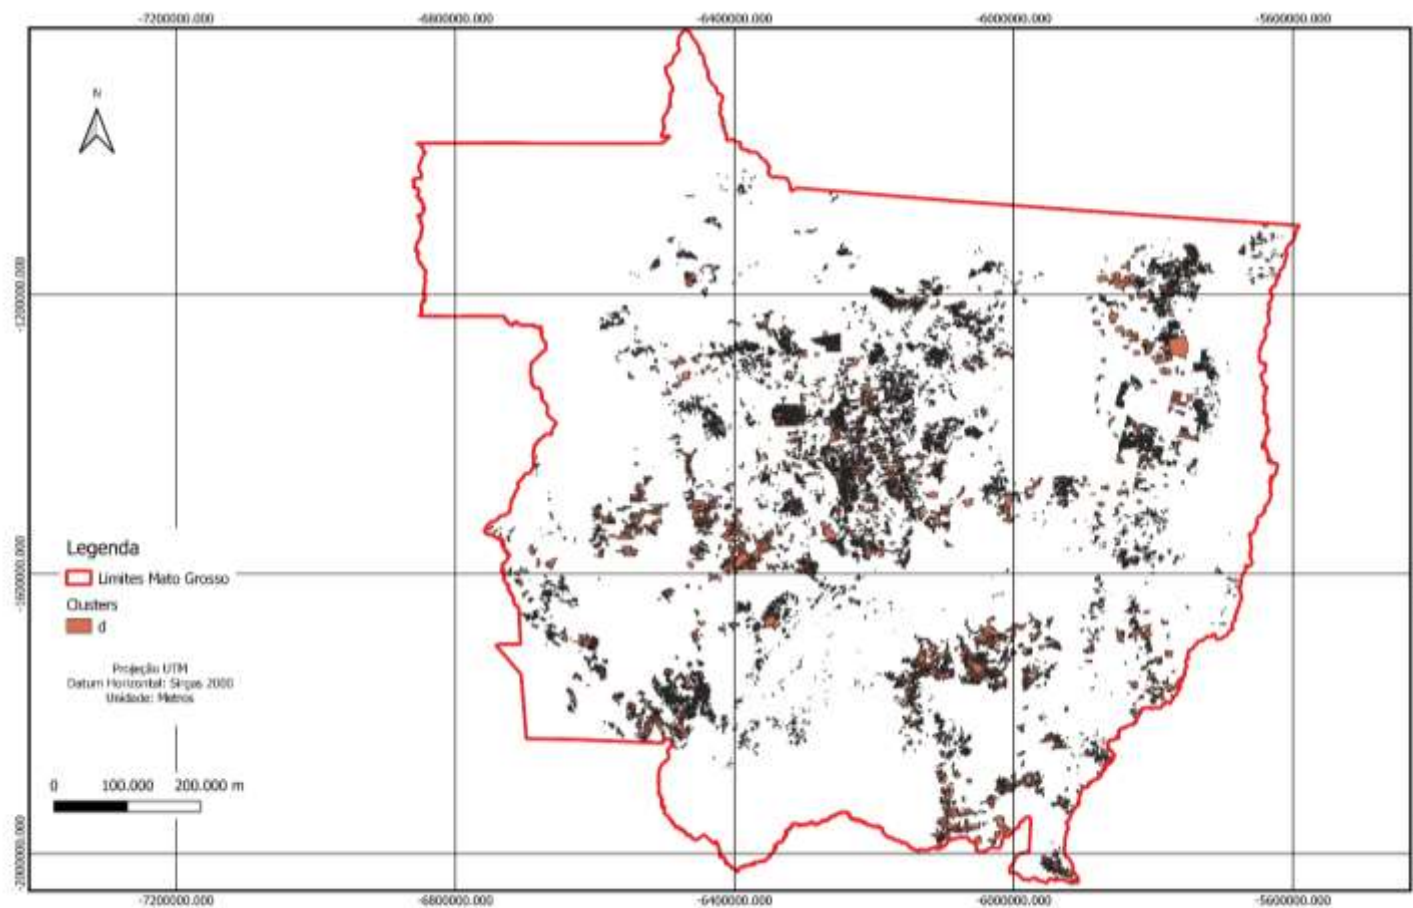 -7200000.000 -6800000.000 -6400000.000 -6000000.000 -5600000.000
N
-1200000.000
-1600000.000
-2000000.000
Legenda
Limites Mato Grosso
Clusters
d
Projeção UTM
Datum Horizontal: Sirgas 2000
Unidade: Metros
0 100.000 200.000 m
-7200000.000 -6800000.000 -6400000.000 -6000000.000 -5600000.000